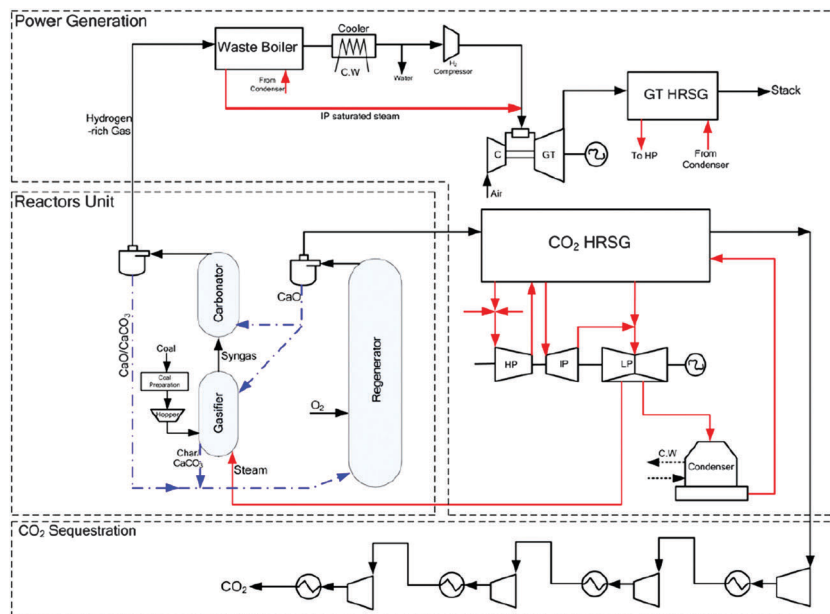 Power Generation
Waste Boiler
Cooler
C.W
Water
H₂
Compressor
From
Condenser
IP saturated steam
Hydrogen
-rich Gas
C
GT
Air
GT HRSG
Stack
To HP
From
Condenser
Reactors Unit
CaO
Carbonator
CaO/CaCO₃
Coal
Coal
Preparation
Hopper
Syngas
Gasifier
Char/
CaCO₃
Steam
O₂
Regenerator
CO₂ HRSG
HP
IP
LP
C.W
Condenser
CO₂ Sequestration
CO₂